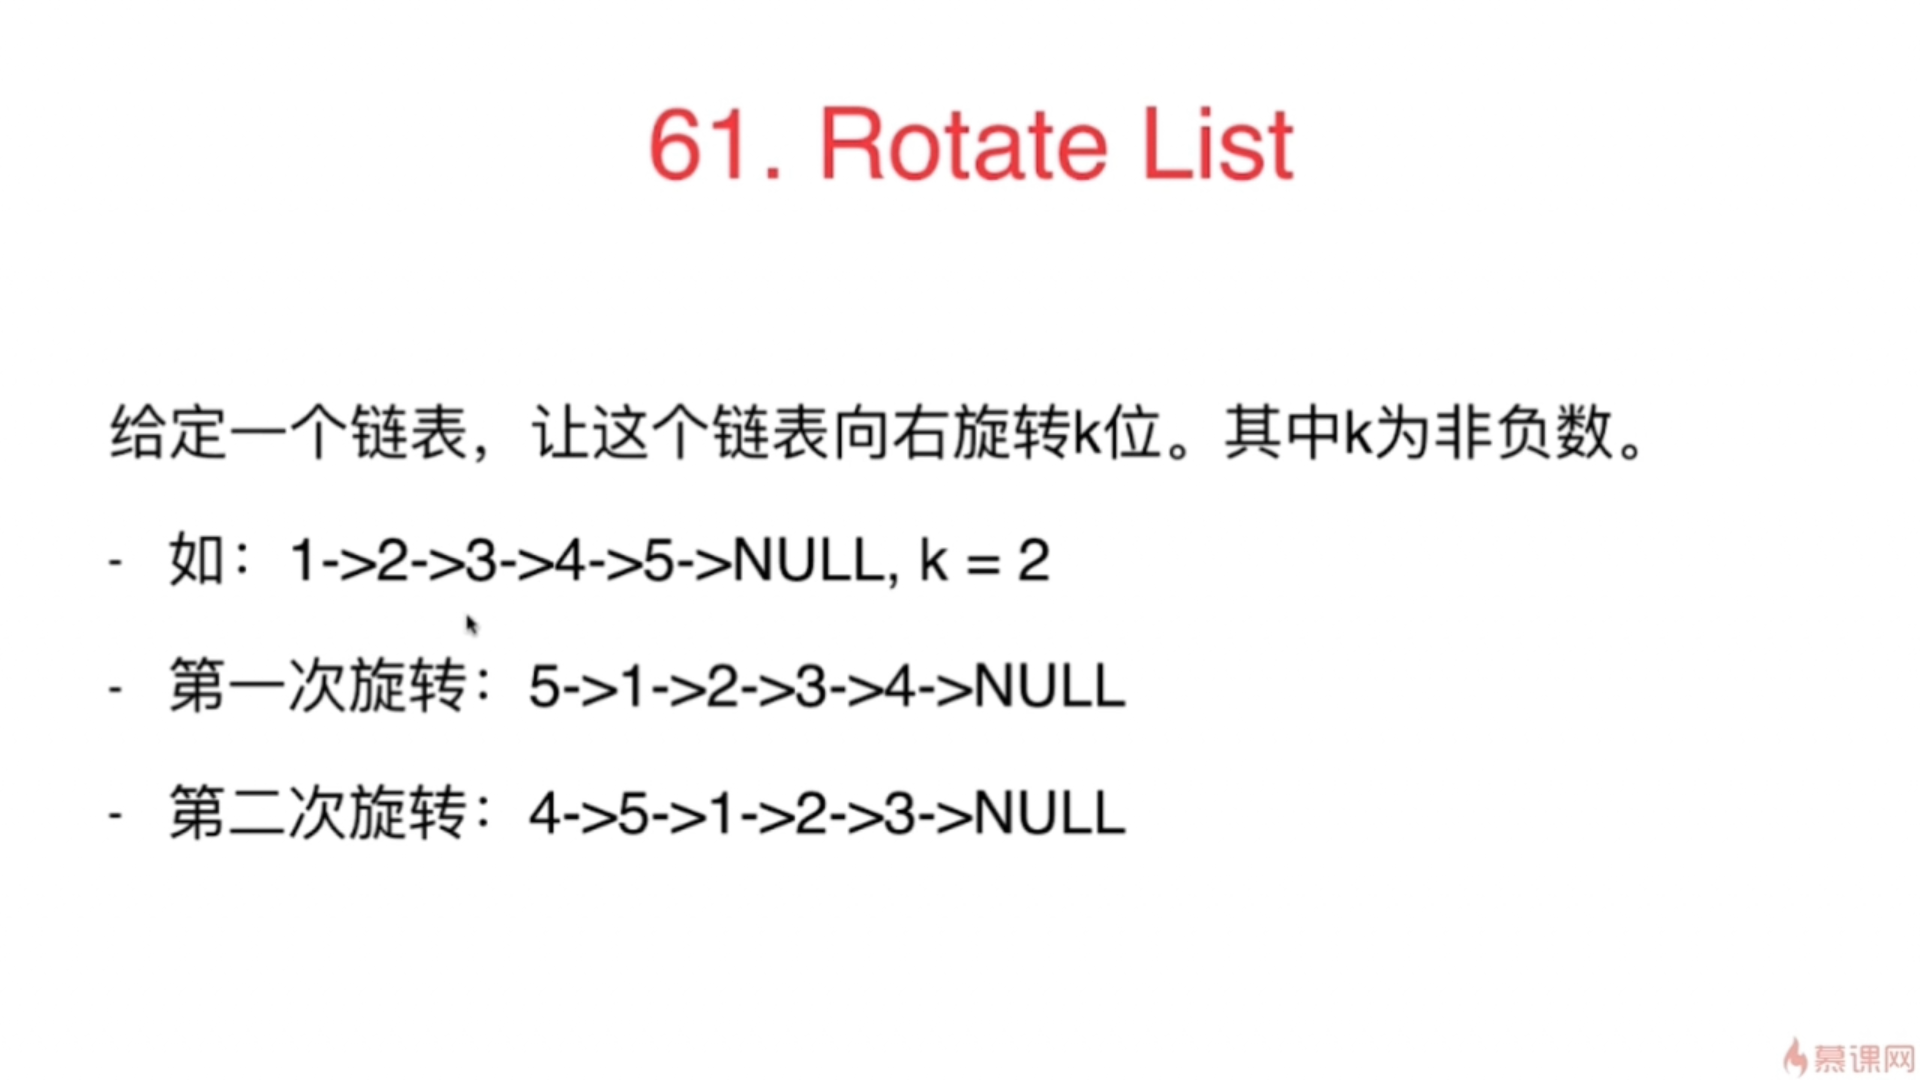 61. Rotate List
给定一个链表，让这个链表向右旋转k位。其中k为非负数。
- 如：1->2->3->4->5->NULL, k = 2
- 第一次旋转：5->1->2->3->4->NULL
- 第二次旋转：4->5->1->2->3->NULL
慕课网